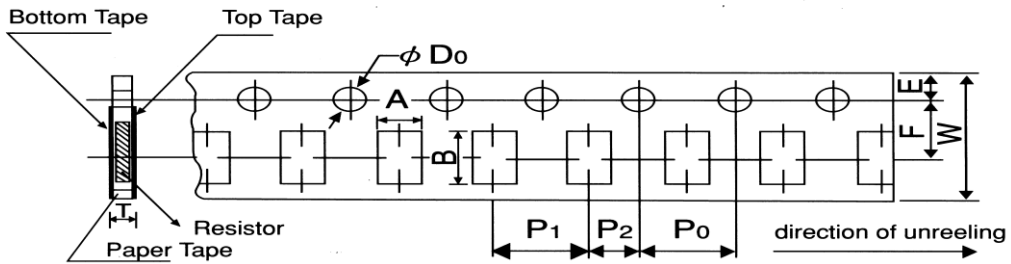 Bottom Tape
Top Tape
ϕ D0
A
B
E
F
W
T
Resistor
Paper Tape
P1
P2
P0
direction of unreeling